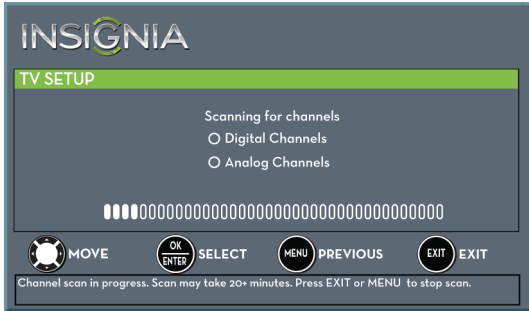 INSIGNIA
TV SETUP
Scanning for channels
Digital Channels
Analog Channels
MOVE OK ENTER SELECT MENU PREVIOUS EXIT EXIT
Channel scan in progress. Scan may take 20+ minutes. Press EXIT or MENU to stop scan.